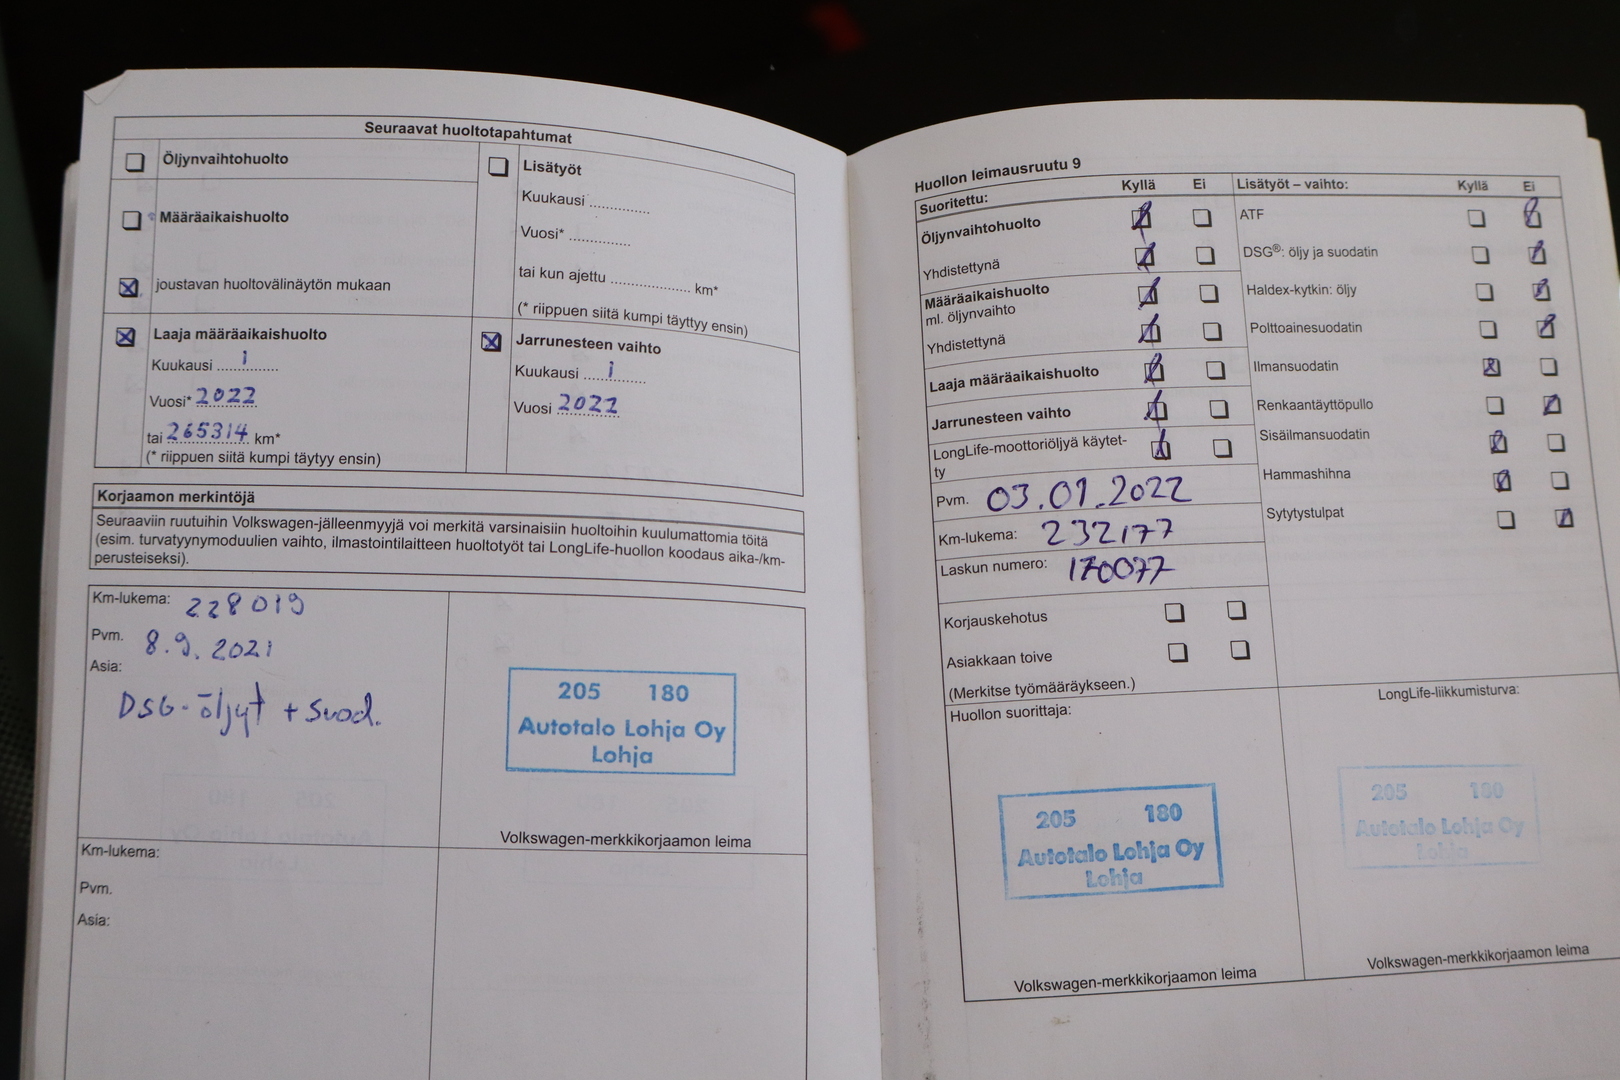 Seuraavat huoltotapahtumat
Öljynvaihtohuolto
Määräaikaishuolto
joustavan huoltovälinäytön mukaan
Laaja määräaikaishuolto
Kuukausi 1
Vuosi* 2022
tai 265314 km*
(* riippuen siitä kumpi täytyy ensin)
Lisätyöt
Kuukausi ..............
Vuosi* ..............
tai kun ajettu .................. km*
(* riippuen siitä kumpi täyttyy ensin)
Jarrunesteen vaihto
Kuukausi 1
Vuosi 2022
Korjaamon merkintöjä
Seuraaviin ruutuihin Volkswagen-jälleenmyyjä voi merkitä varsinaisiin huoltoihin kuulumattomia töitä
(esim. turvatyynymoduulien vaihto, ilmastointilaitteen huoltotyöt tai LongLife-huollon koodaus aika-/km-
perusteiseksi).
Km-lukema: 228019
Pvm. 8.9.2021
Asia:
DSG-öljyt + suod.
205 180
Autotalo Lohja Oy
Lohja
Volkswagen-merkkikorjaamon leima
Km-lukema:
Pvm.
Asia:
Huollon leimausruutu 9
Suoritettu: Kyllä Ei
Öljynvaihtohuolto
Yhdistettynä
Määräaikaishuolto
ml. öljynvaihto
Yhdistettynä
Laaja määräaikaishuolto
Jarrunesteen vaihto
LongLife-moottoriöljyä käytet-
ty
Pvm. 03.01.2022
Km-lukema: 232177
Laskun numero: 170077
Korjauskehotus
Asiakkaan toive
(Merkitse työmääräykseen.)
Lisätyöt – vaihto: Kyllä Ei
ATF
DSG®: öljy ja suodatin
Haldex-kytkin: öljy
Polttoainesuodatin
Ilmansuodatin
Renkaantäyttöpullo
Sisäilmansuodatin
Hammashihna
Sytytystulpat
Huollon suorittaja:
205 180
Autotalo Lohja Oy
Lohja
Volkswagen-merkkikorjaamon leima
LongLife-liikkumisturva:
205 180
Autotalo Lohja Oy
Lohja
Volkswagen-merkkikorjaamon leima